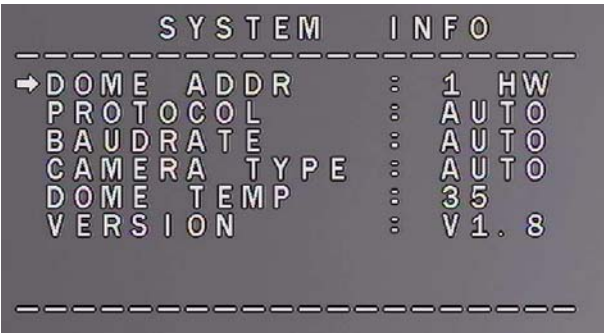 SYSTEM INFO
➡DOME ADDR : 1 HW
PROTOCOL : AUTO
BAUDRATE : AUTO
CAMERA TYPE : AUTO
DOME TEMP : 35
VERSION : V1.8